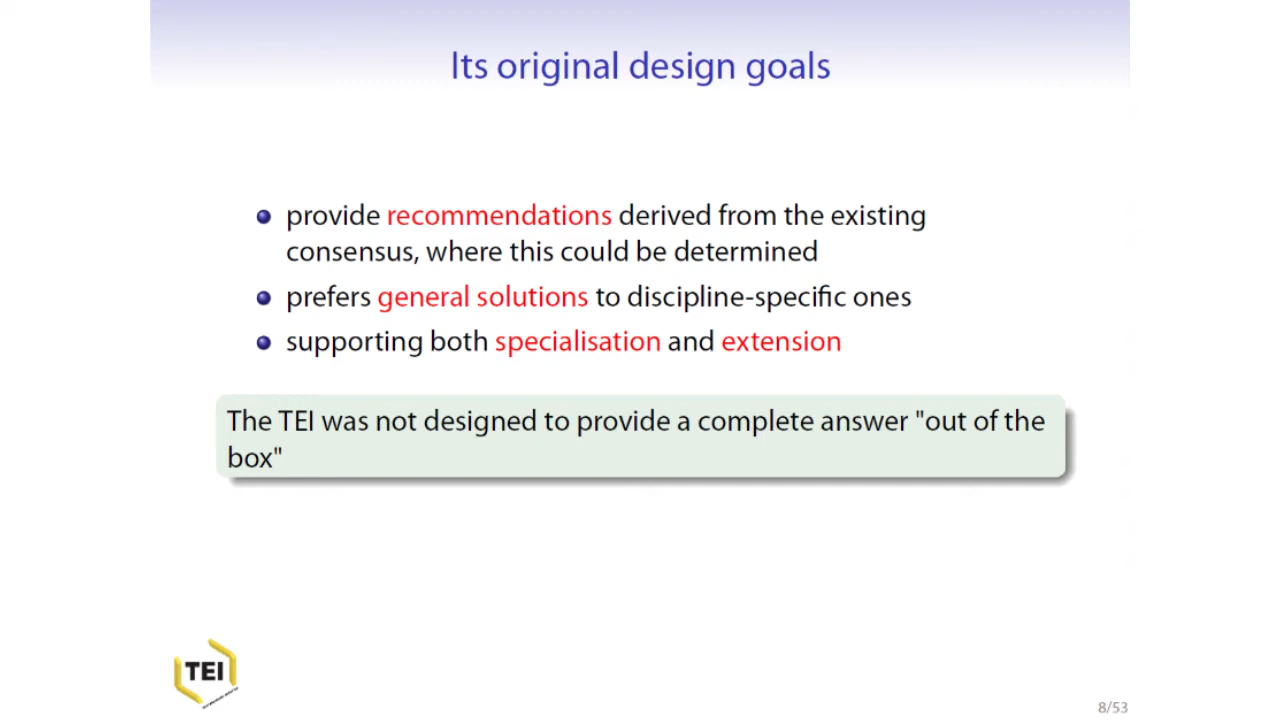 Its original design goals
provide recommendations derived from the existing
consensus, where this could be determined
prefers general solutions to discipline-specific ones
supporting both specialisation and extension
The TEI was not designed to provide a complete answer "out of the
box"
TEI
8/53